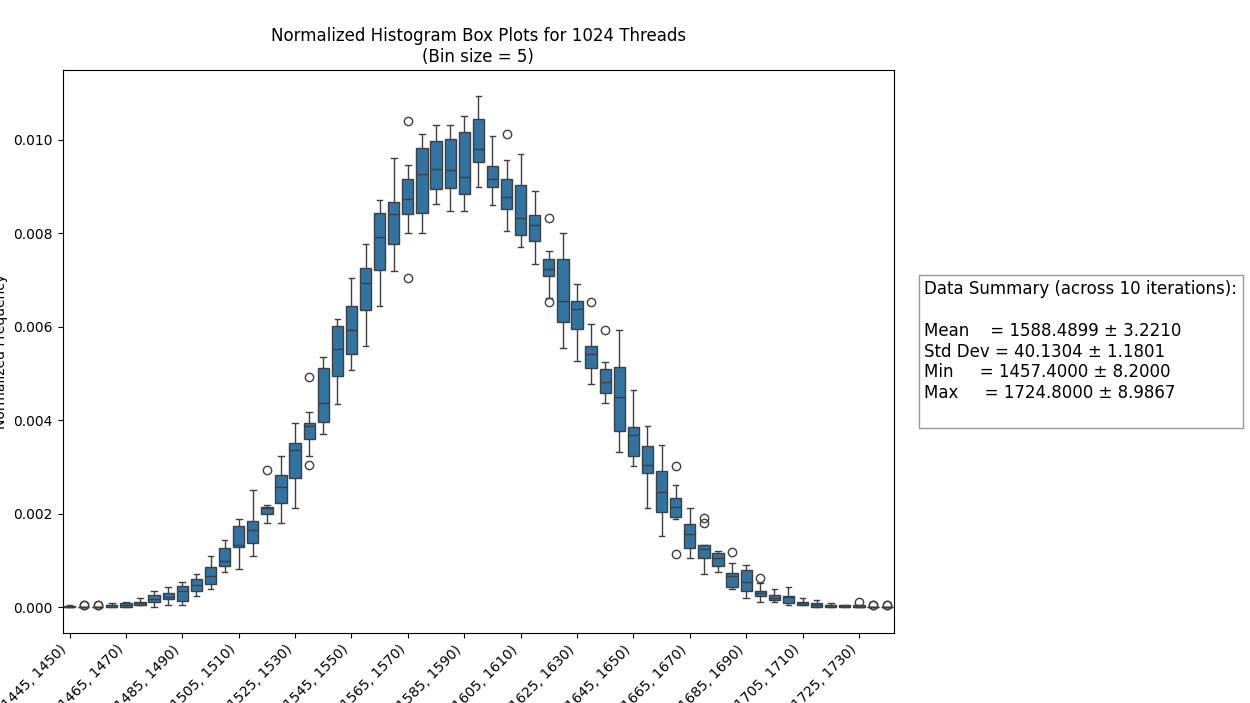 Normalized Histogram Box Plots for 1024 Threads
(Bin size = 5)
0.010
0.008
0.006
0.004
0.002
0.000
Normalized Frequency
1445, 1450)
1465, 1470)
1485, 1490)
1505, 1510)
1525, 1530)
1545, 1550)
1565, 1570)
1585, 1590)
1605, 1610)
1625, 1630)
1645, 1650)
1665, 1670)
1685, 1690)
1705, 1710)
1725, 1730)
Data Summary (across 10 iterations):
Mean = 1588.4899 ± 3.2210
Std Dev = 40.1304 ± 1.1801
Min = 1457.4000 ± 8.2000
Max = 1724.8000 ± 8.9867